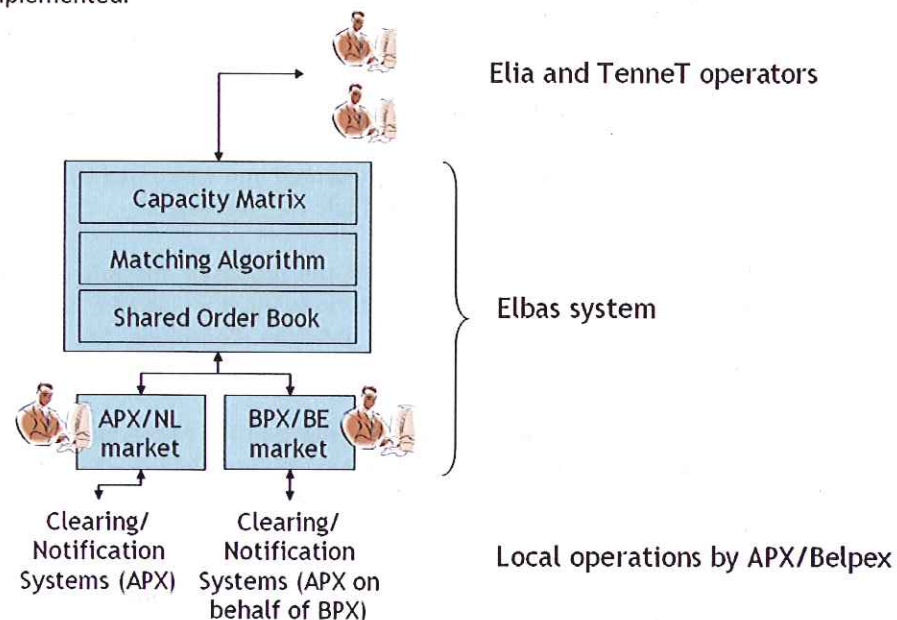 Elia and TenneT operators
Capacity Matrix
Matching Algorithm
Shared Order Book
Elbas system
APX/NL
market
BPX/BE
market
Clearing/
Notification
Systems (APX)
Clearing/
Notification
Systems (APX on
behalf of BPX)
Local operations by APX/Belpex